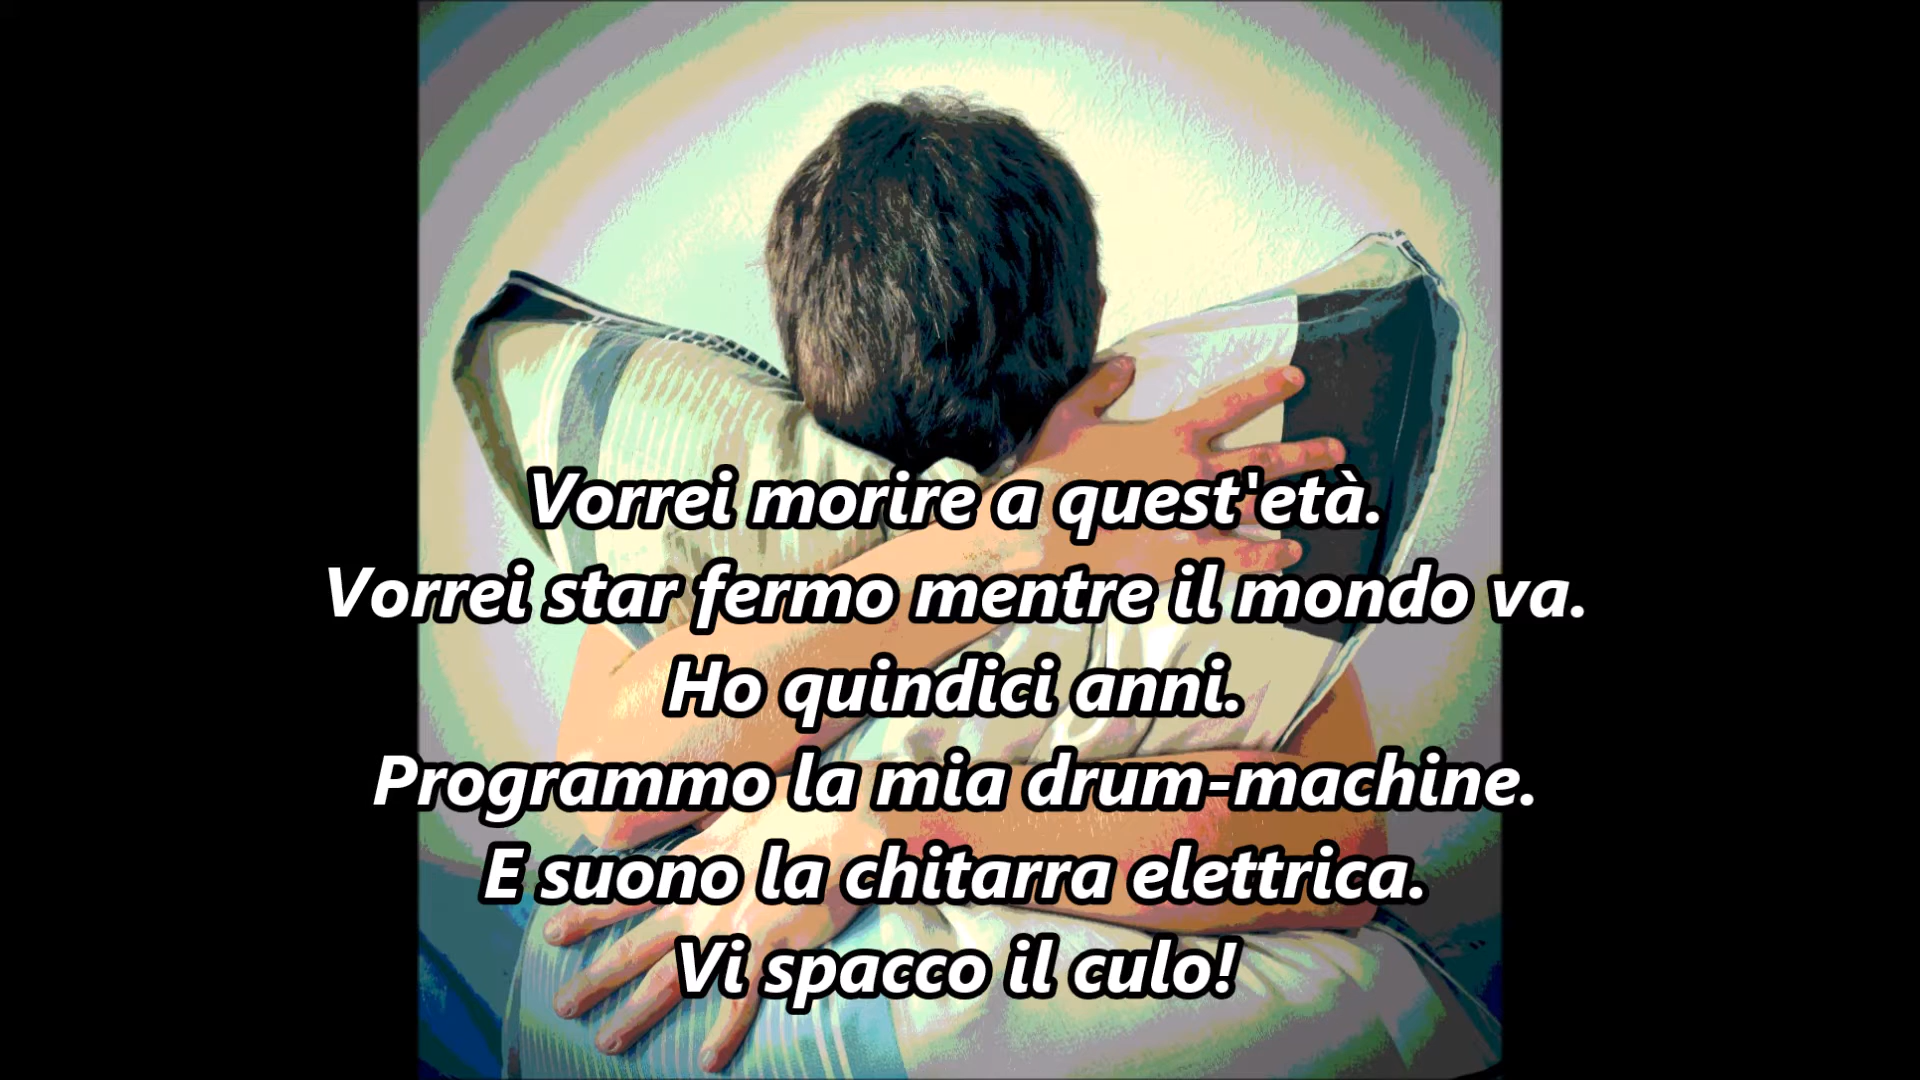 Vorrei morire a quest'età.
Vorrei star fermo mentre il mondo va.
Ho quindici anni.
Programmo la mia drum-machine.
E suono la chitarra elettrica.
Vi spacco il culo!